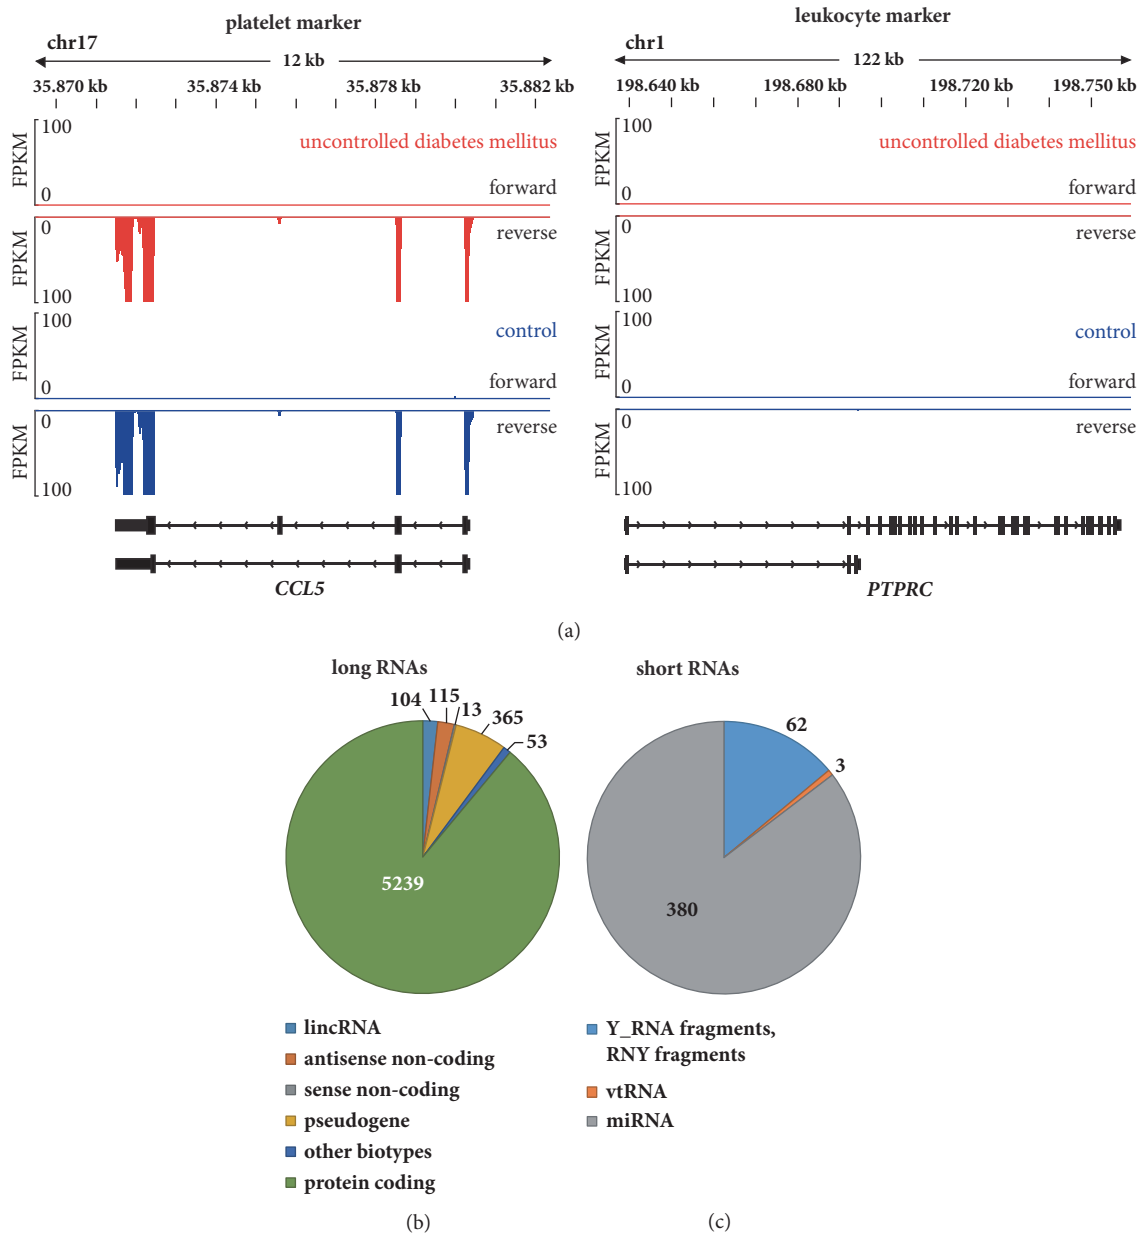 platelet marker
chr17
12 kb
35.870 kb 35.874 kb 35.878 kb 35.882 kb
FPKM
100
uncontrolled diabetes mellitus
0
forward
FPKM
0
reverse
100
FPKM
100
control
0
forward
FPKM
0
reverse
100
CCL5
leukocyte marker
chr1
122 kb
198.640 kb 198.680 kb 198.720 kb 198.750 kb
FPKM
100
uncontrolled diabetes mellitus
0
forward
FPKM
0
reverse
100
FPKM
100
control
0
forward
FPKM
0
reverse
100
PTPRC
(a)
long RNAs
104 115 13 365 53
5239
lincRNA
antisense non-coding
sense non-coding
pseudogene
other biotypes
protein coding
(b)
short RNAs
62
3
380
Y_RNA fragments,
RNY fragments
vtRNA
miRNA
(c)